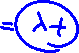 = (λt)